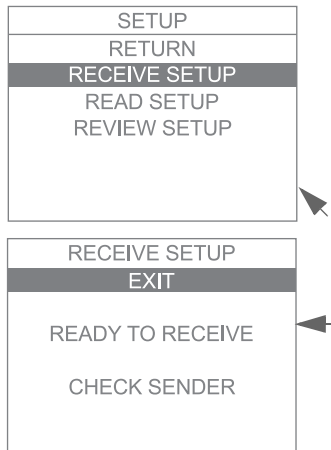 SETUP
RETURN
RECEIVE SETUP
READ SETUP
REVIEW SETUP
RECEIVE SETUP
EXIT
READY TO RECEIVE
CHECK SENDER